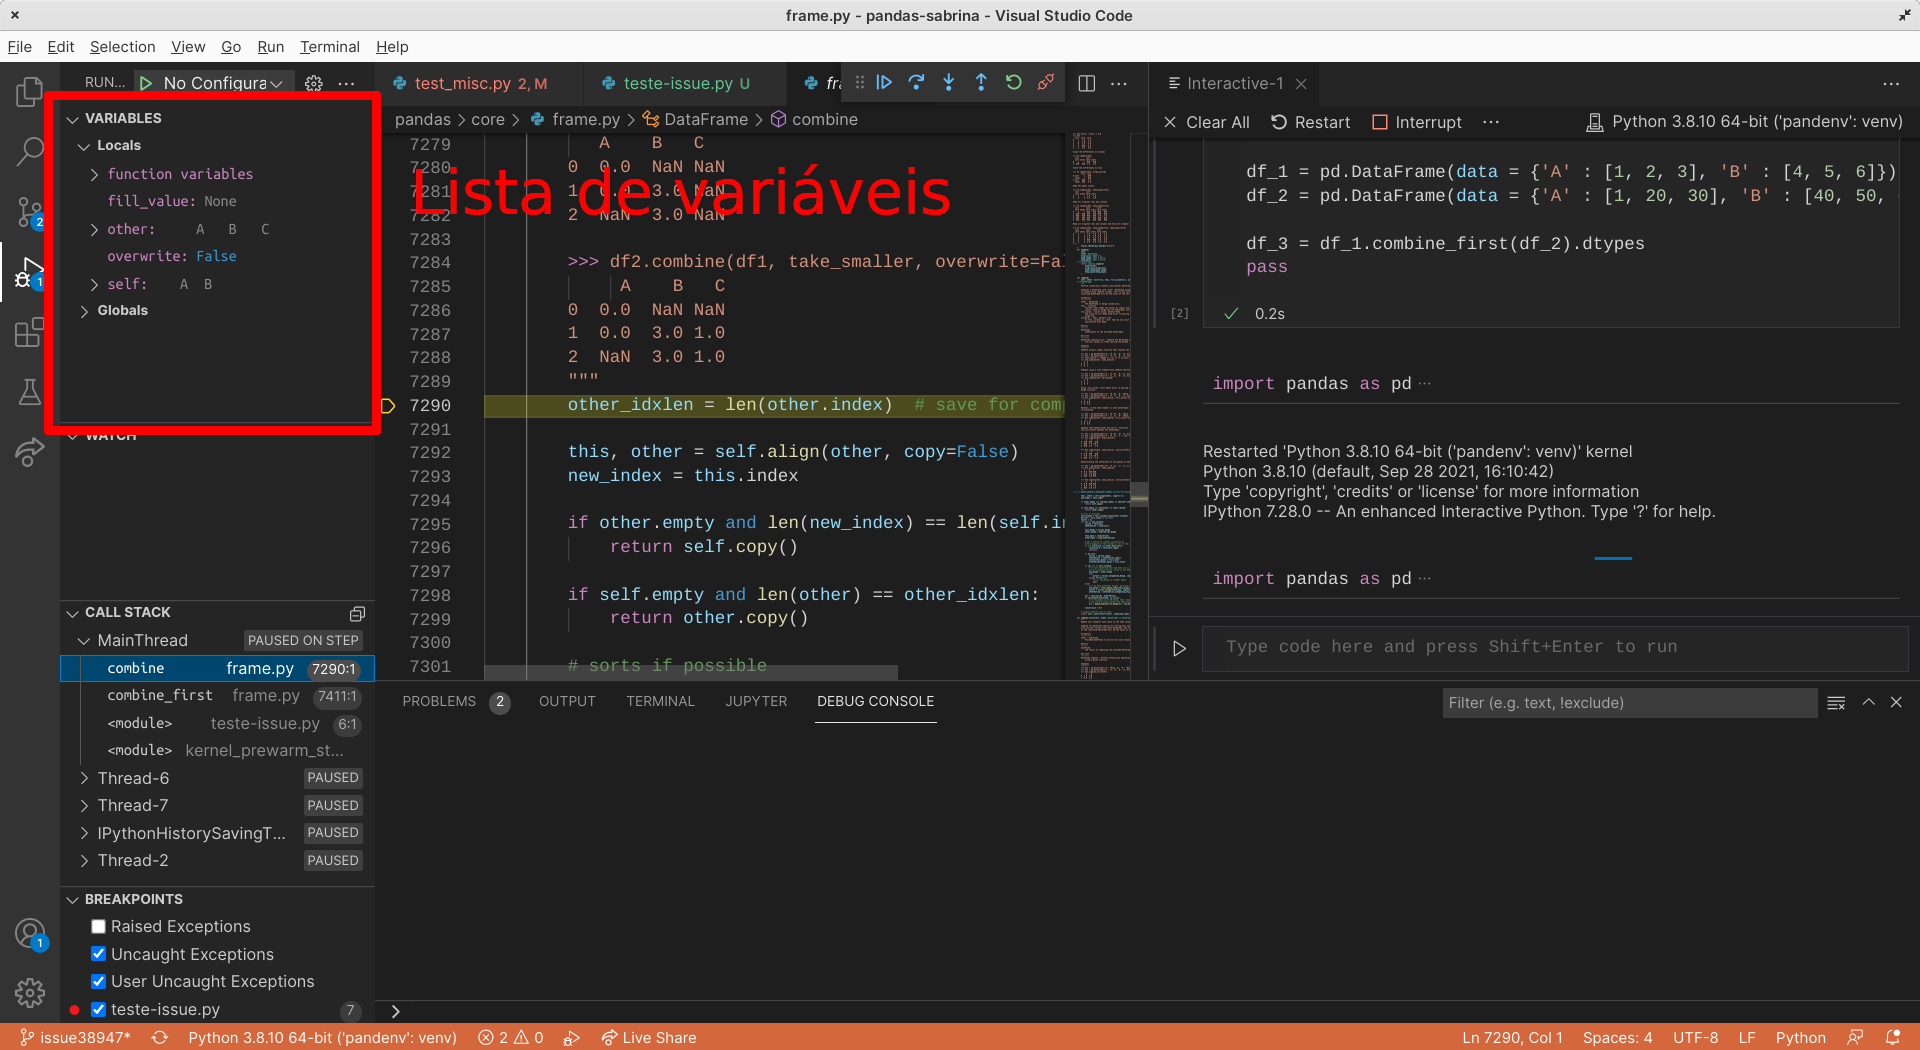 frame.py - pandas-sabrina - Visual Studio Code
File Edit Selection View Go Run Terminal Help
RUN... No Configura
VARIABLES
Locals
function variables
fill_value: None
other: A B C
overwrite: False
self: A B
Globals
WATCH
CALL STACK
MainThread PAUSED ON STEP
combine frame.py 7290:1
combine_first frame.py 7411:1
<module> teste-issue.py 6:1
<module> kernel_prewarm_st...
Thread-6 PAUSED
Thread-7 PAUSED
IPythonHistorySavingT... PAUSED
Thread-2 PAUSED
BREAKPOINTS
Raised Exceptions
Uncaught Exceptions
User Uncaught Exceptions
teste-issue.py 7
2
1
1
test_misc.py 2, M teste-issue.py U
pandas > core > frame.py > DataFrame > combine
Lista de variáveis
7279 A B C
7280 0 0.0 NaN NaN
7281 1 0.0 3.0 NaN
7282 2 NaN 3.0 NaN
7283
7284 >>> df2.combine(df1, take_smaller, overwrite=Fal
7285 A B C
7286 0 0.0 NaN NaN
7287 1 0.0 3.0 1.0
7288 2 NaN 3.0 1.0
7289 """
7290 other_idxlen = len(other.index) # save for comp
7291
7292 this, other = self.align(other, copy=False)
7293 new_index = this.index
7294
7295 if other.empty and len(new_index) == len(self.in
7296 return self.copy()
7297
7298 if self.empty and len(other) == other_idxlen:
7299 return other.copy()
7300
7301 # sorts if possible
Interactive-1
Clear All Restart Interrupt ··· Python 3.8.10 64-bit ('pandenv': venv)
df_1 = pd.DataFrame(data = {'A' : [1, 2, 3], 'B' : [4, 5, 6]})
df_2 = pd.DataFrame(data = {'A' : [1, 20, 30], 'B' : [40, 50,
df_3 = df_1.combine_first(df_2).dtypes
pass
[2] 0.2s
import pandas as pd ···
Restarted 'Python 3.8.10 64-bit ('pandenv': venv)' kernel
Python 3.8.10 (default, Sep 28 2021, 16:10:42)
Type 'copyright', 'credits' or 'license' for more information
IPython 7.28.0 -- An enhanced Interactive Python. Type '?' for help.
import pandas as pd ···
Type code here and press Shift+Enter to run
PROBLEMS 2 OUTPUT TERMINAL JUPYTER DEBUG CONSOLE
Filter (e.g. text, !exclude)
issue38947* Python 3.8.10 64-bit ('pandenv': venv) 2 0 Live Share Ln 7290, Col 1 Spaces: 4 UTF-8 LF Python